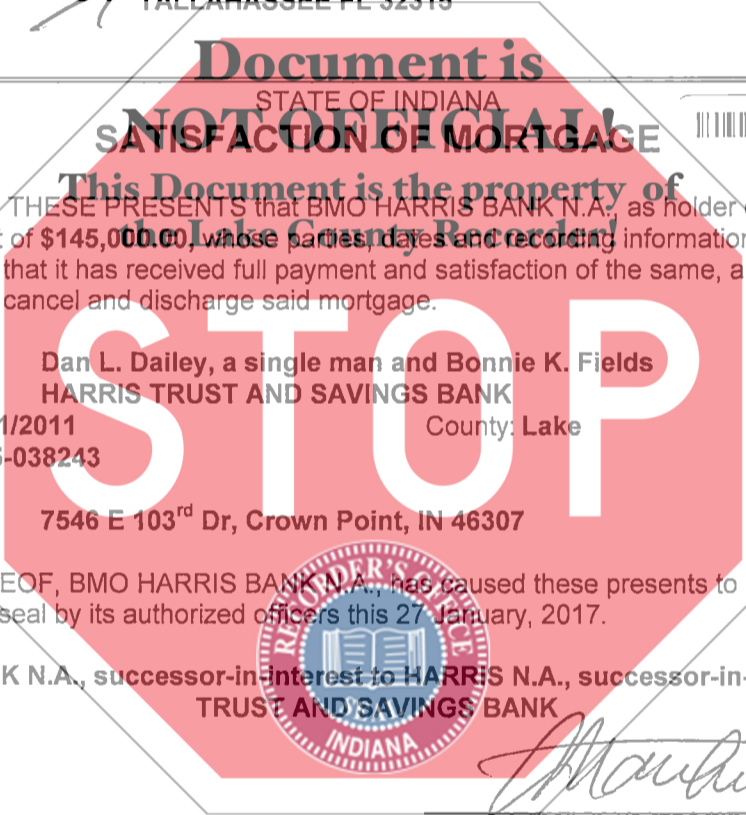 TALLAHASSEE FL 32315
Document is
STATE OF INDIANA
NOT OFFICIAL!
SATISFACTION OF MORTGAGE
This Document is the property of
THESE PRESENTS that BMO HARRIS BANK N.A., as holder
the Lake County Recorder!
of $145,000.00, whose parties, dates and recording information
that it has received full payment and satisfaction of the same, a
cancel and discharge said mortgage.
STOP
Dan L. Dailey, a single man and Bonnie K. Fields
HARRIS TRUST AND SAVINGS BANK
1/2011 County: Lake
-038243
7546 E 103rd Dr, Crown Point, IN 46307
EOF, BMO HARRIS BANK N.A., has caused these presents to
seal by its authorized officers this 27 January, 2017.
RECORDER'S OFFICE
K N.A., successor-in-interest to HARRIS N.A., successor-in-
TRUST AND SAVINGS BANK
SEAL
INDIANA